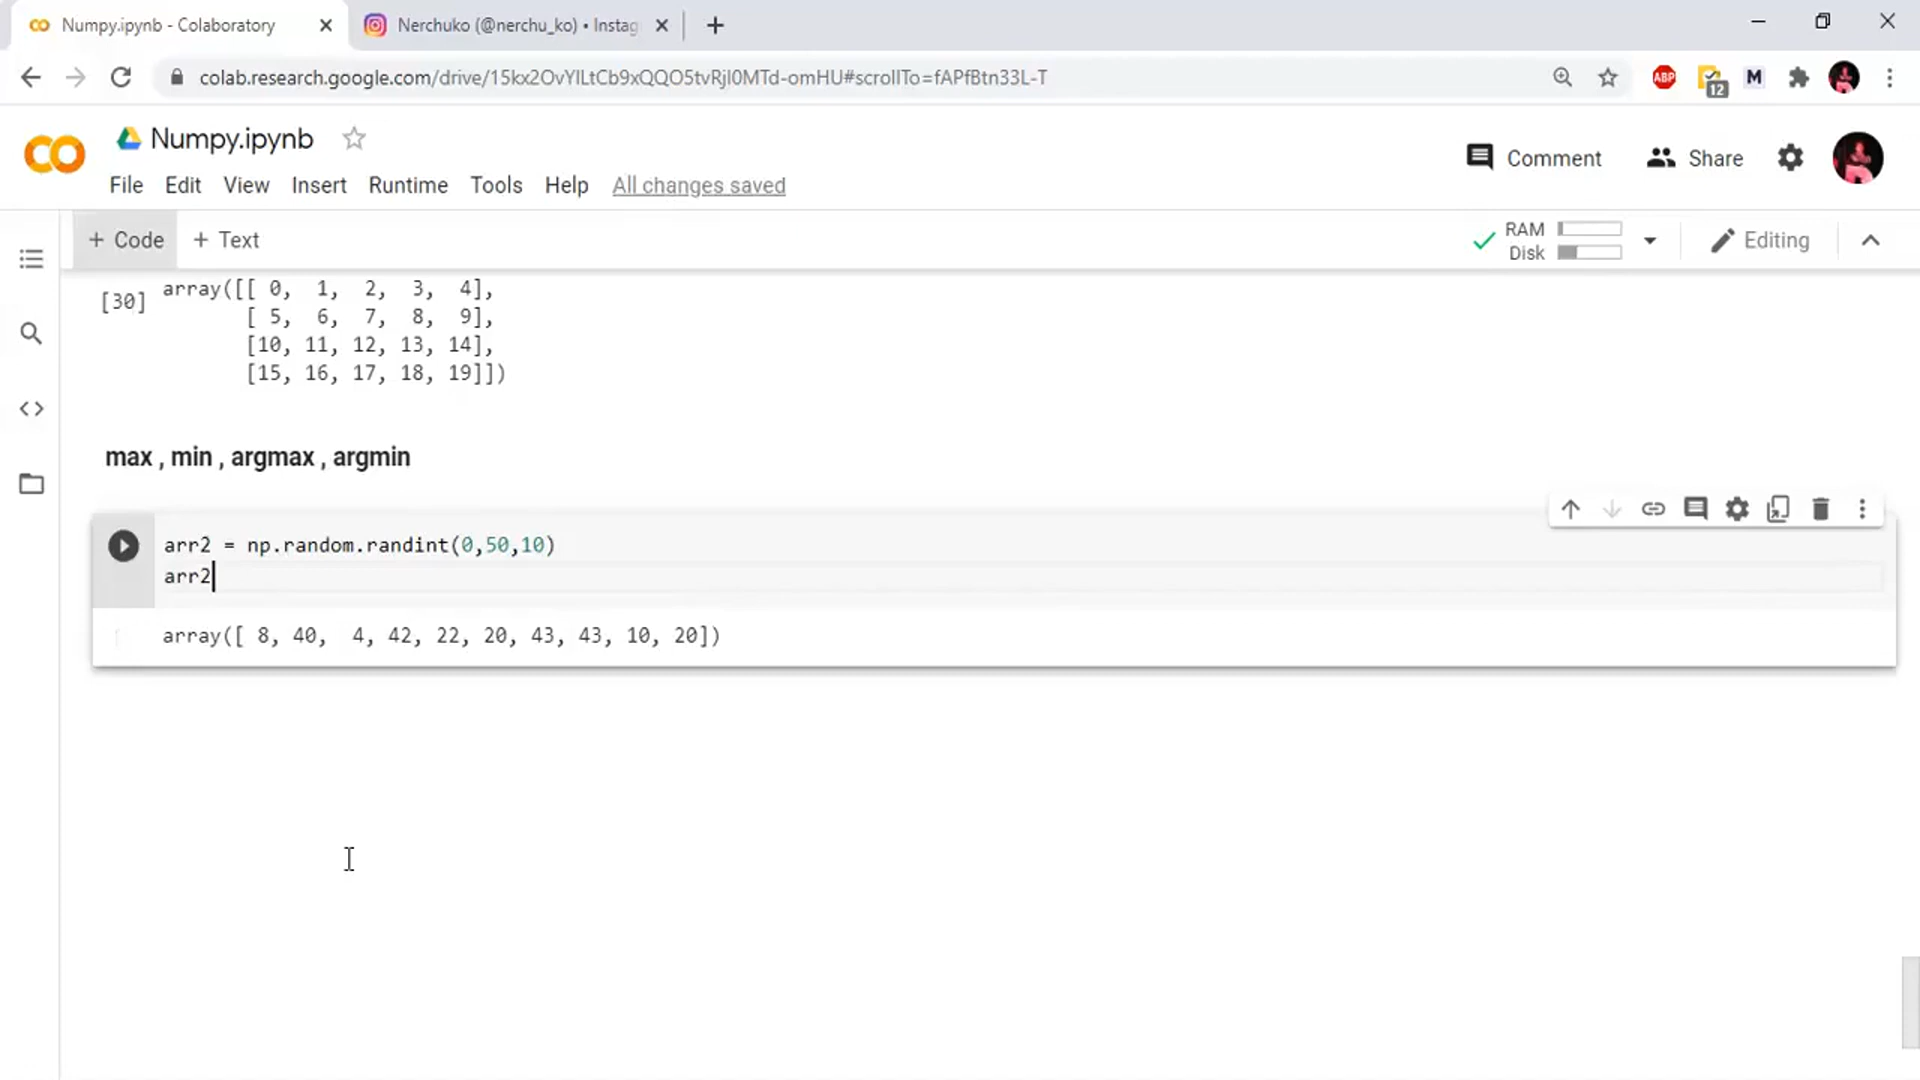 Numpy.ipynb - Colaboratory
Nerchuko (@nerchu_ko) • Instag
colab.research.google.com/drive/15kx2OvYlLtCb9xQQO5tvRjl0MTd-omHU#scrollTo=fAPfBtn33L-T
ABP
12
M
Numpy.ipynb
Comment
Share
File Edit View Insert Runtime Tools Help All changes saved
+ Code + Text
RAM
Disk
Editing
[30] array([[ 0, 1, 2, 3, 4],
[ 5, 6, 7, 8, 9],
[10, 11, 12, 13, 14],
[15, 16, 17, 18, 19]])
max , min , argmax , argmin
arr2 = np.random.randint(0,50,10)
arr2
array([ 8, 40, 4, 42, 22, 20, 43, 43, 10, 20])